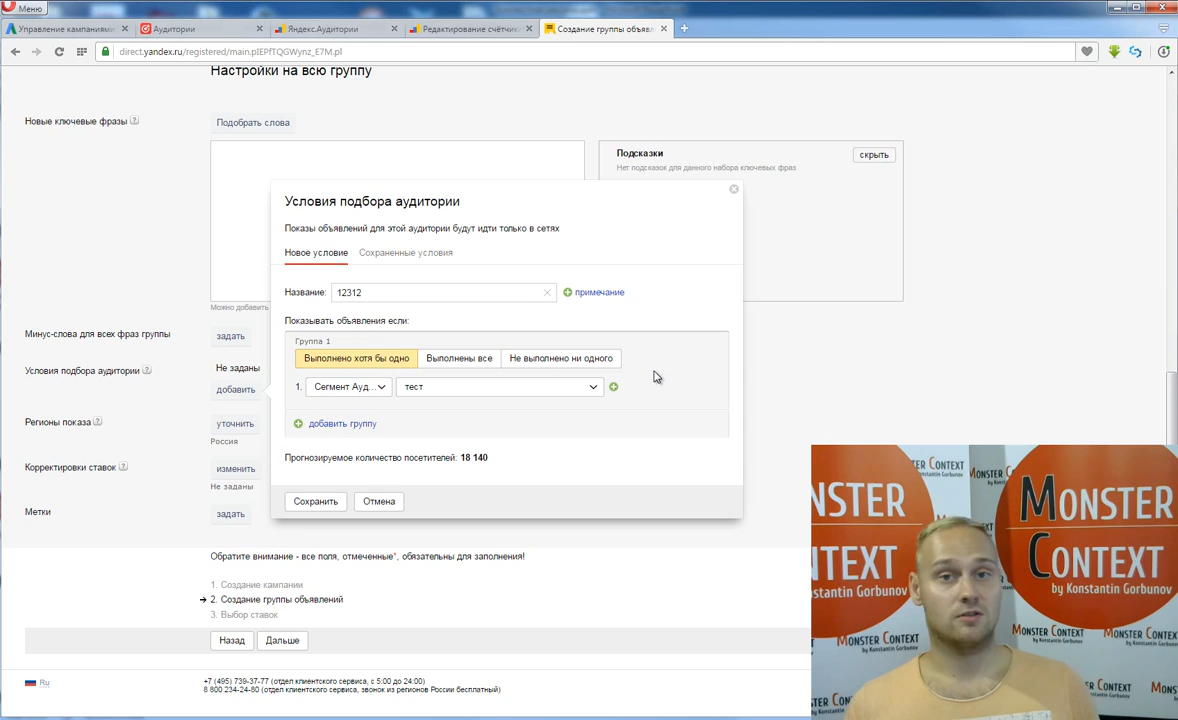 Меню
Управление кампаниями
Аудитории
Яндекс.Аудитории
Редактирование счётчик
Создание группы объявл
direct.yandex.ru/registered/main.pIEPfTQGWynz_E7M.pl
Настройки на всю группу
Новые ключевые фразы
Подобрать слова
Подсказки
скрыть
Нет подсказок для данного набора ключевых фраз
Условия подбора аудитории
Показы объявлений для этой аудитории будут идти только в сетях
Новое условие
Сохраненные условия
Название:
12312
примечание
Можно добавить
Показывать объявления если:
Минус-слова для всех фраз группы
задать
Группа 1
Выполнено хотя бы одно
Выполнены все
Не выполнено ни одного
Условия подбора аудитории
Не заданы
добавить
1.
Сегмент Ауд...
тест
Регионы показа
уточнить
Россия
добавить группу
Прогнозируемое количество посетителей: 18 140
Корректировки ставок
изменить
Не заданы
Сохранить
Отмена
Метки
задать
Обратите внимание - все поля, отмеченные*, обязательны для заполнения!
1. Создание кампании
→ 2. Создание группы объявлений
3. Выбор ставок
Назад
Дальше
Ru
+7 (495) 739-37-77 (отдел клиентского сервиса, с 5:00 до 24:00)
8 800 234-24-80 (отдел клиентского сервиса, звонок из регионов России бесплатный)
MONSTER
CONTEXT
by Konstantin Gorbunov